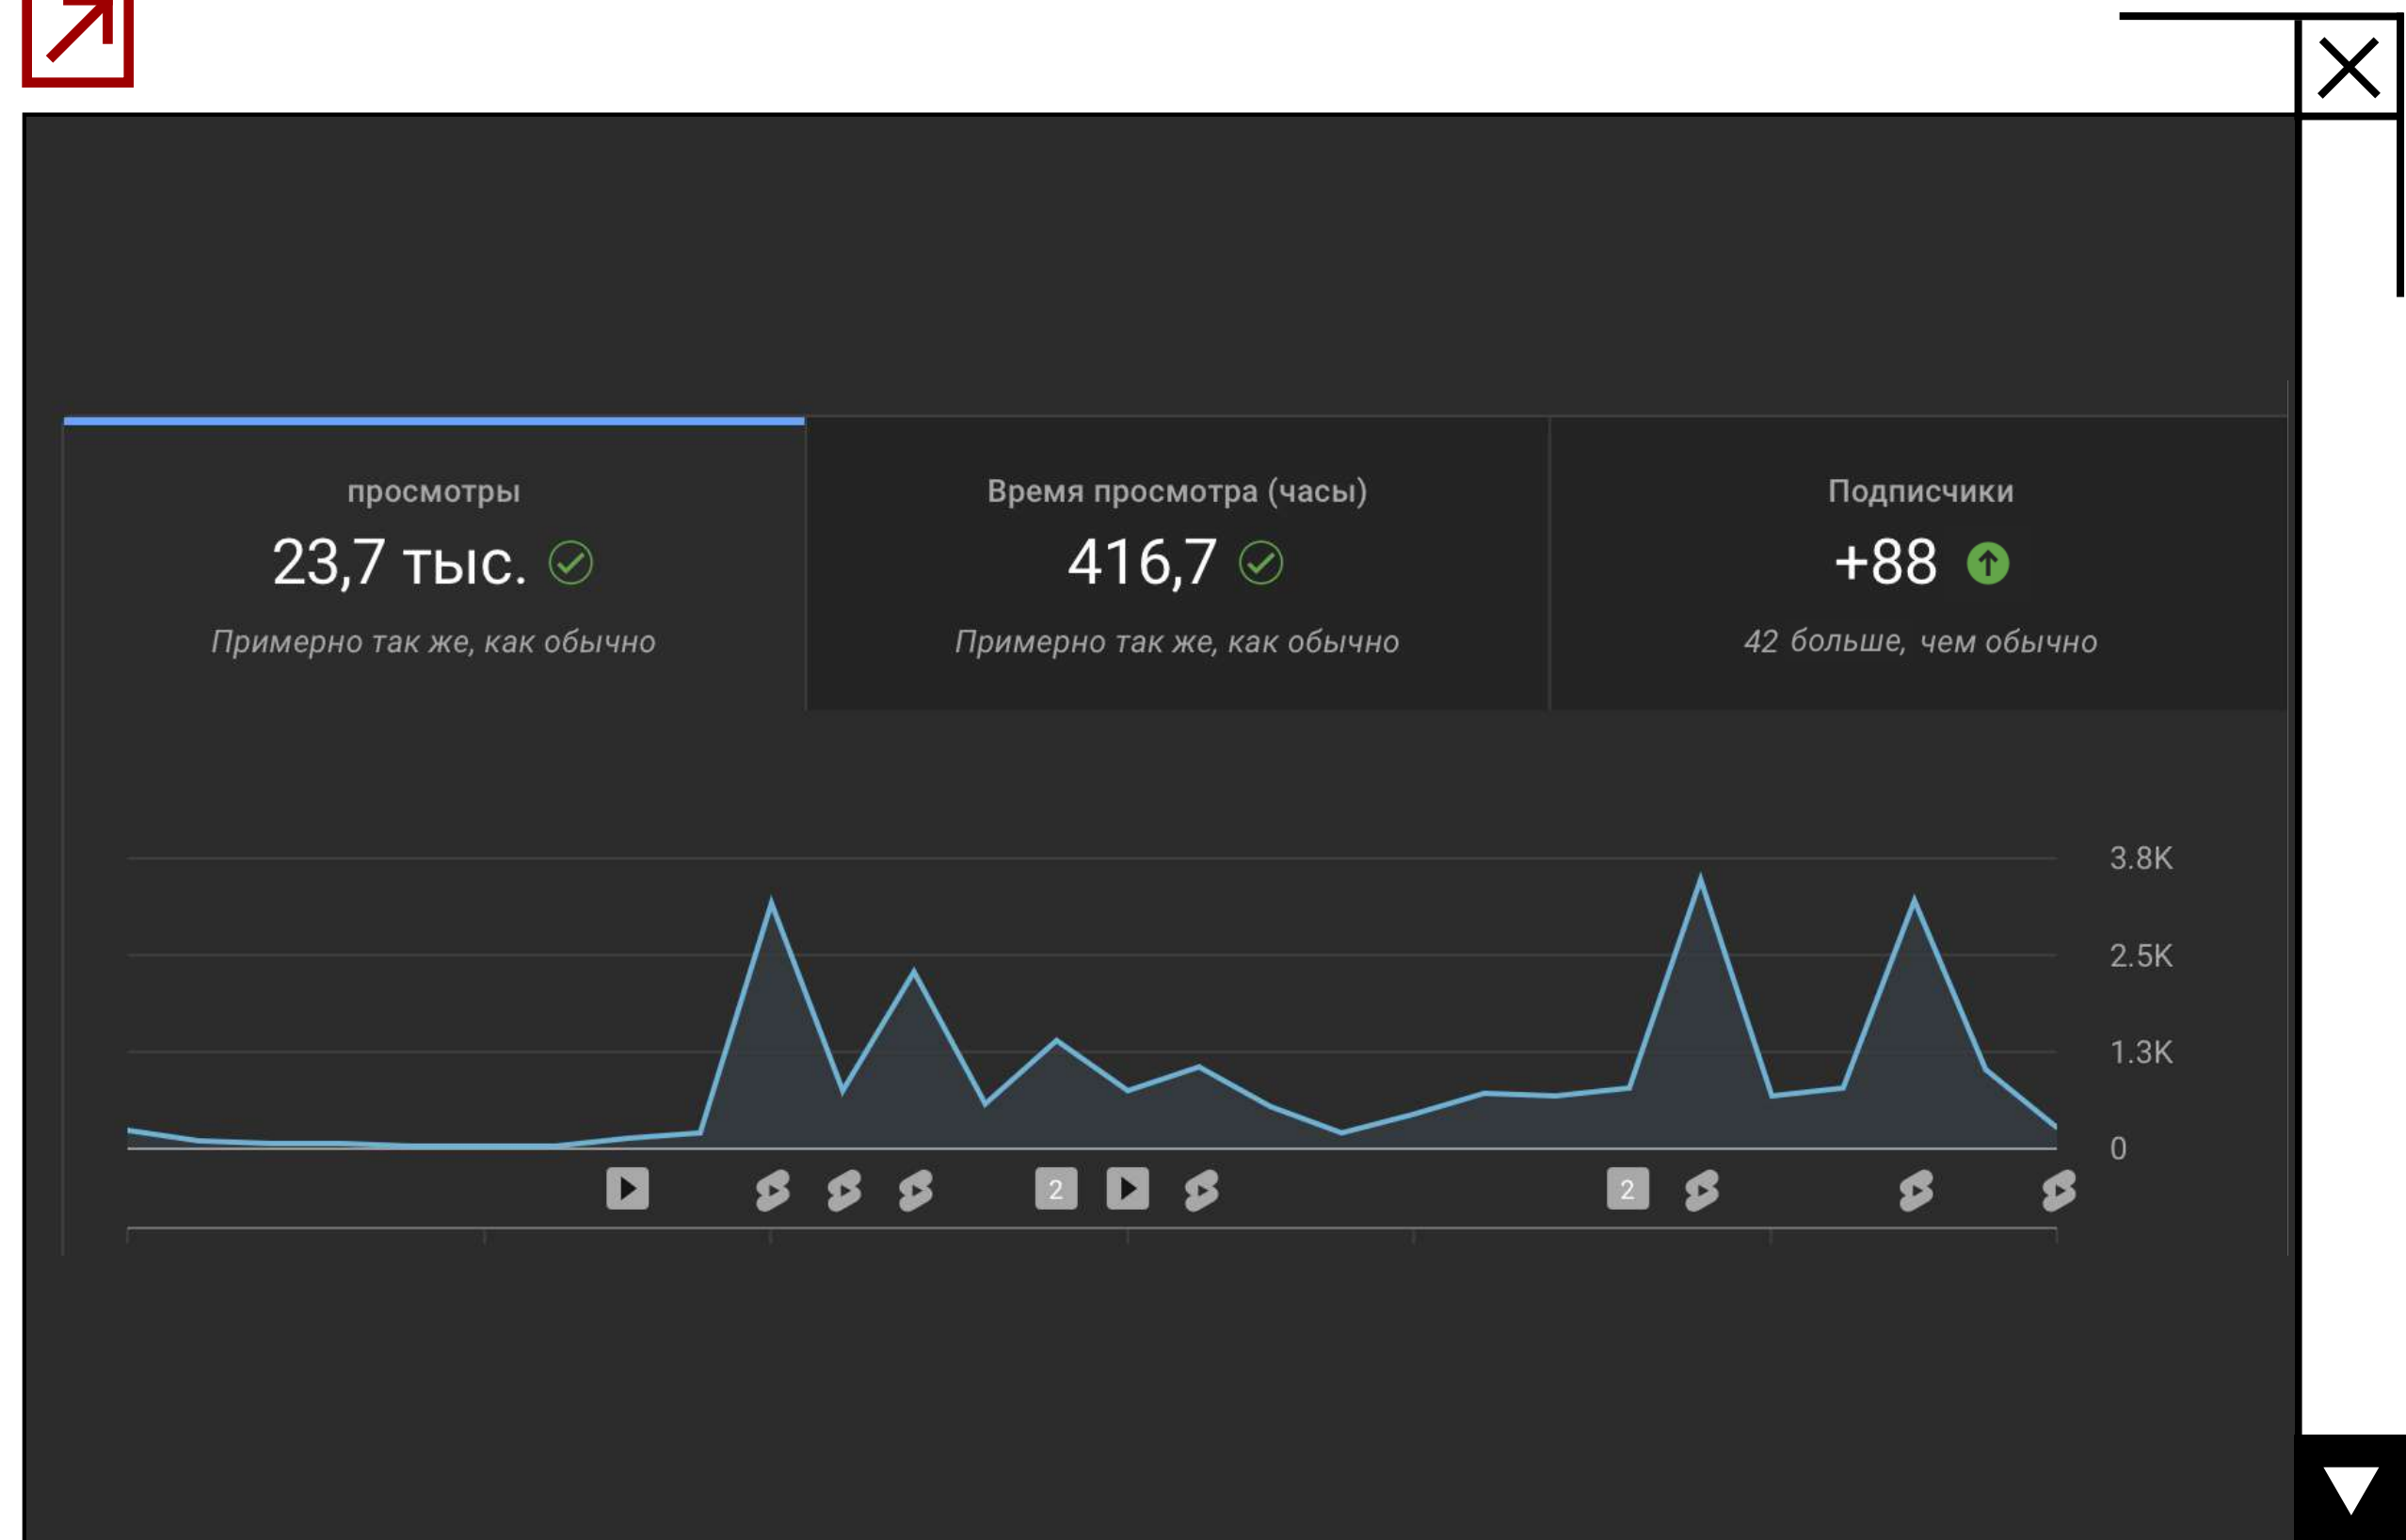 просмотры
23,7 тыс.
Примерно так же, как обычно
Время просмотра (часы)
416,7
Примерно так же, как обычно
Подписчики
+88
42 больше, чем обычно
3.8K
2.5K
1.3K
0
2
2